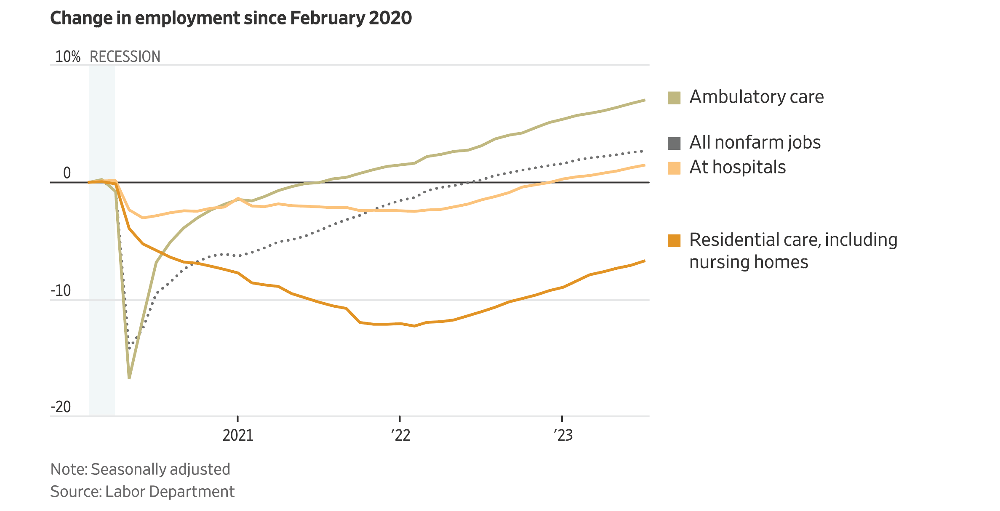 Change in employment since February 2020
10% RECESSION
0
-10
-20
2021
’22
’23
Ambulatory care
All nonfarm jobs
At hospitals
Residential care, including
nursing homes
Note: Seasonally adjusted
Source: Labor Department